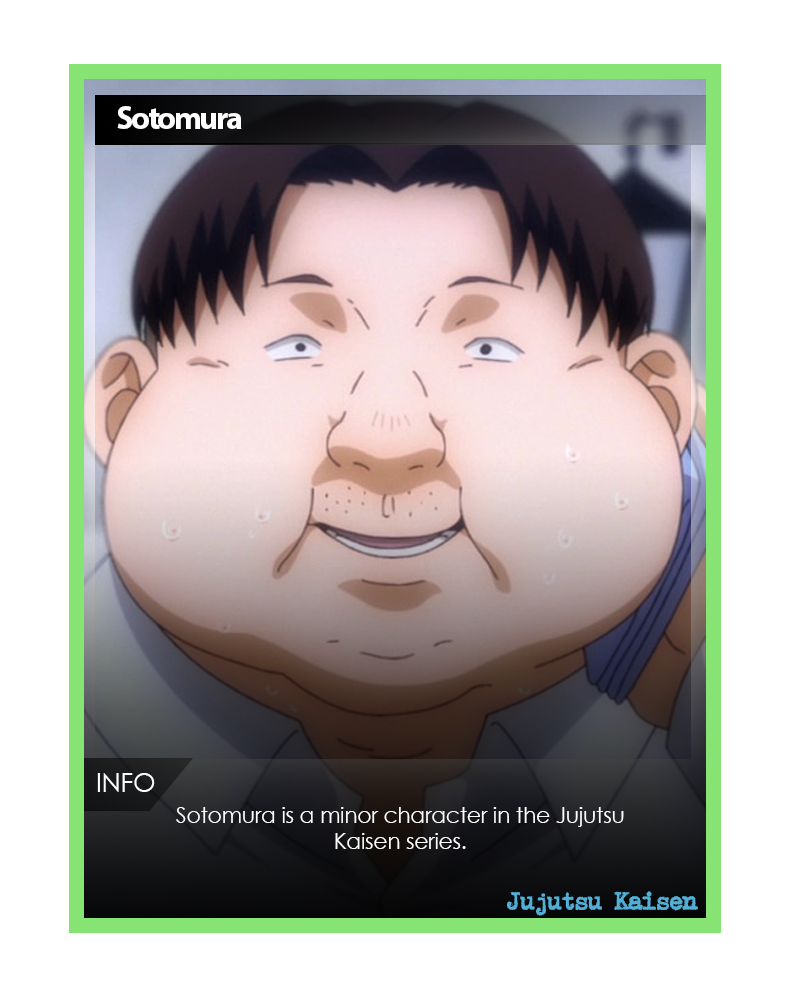 Sotomura
INFO
Sotomura is a minor character in the Jujutsu
Kaisen series.
Jujutsu Kaisen